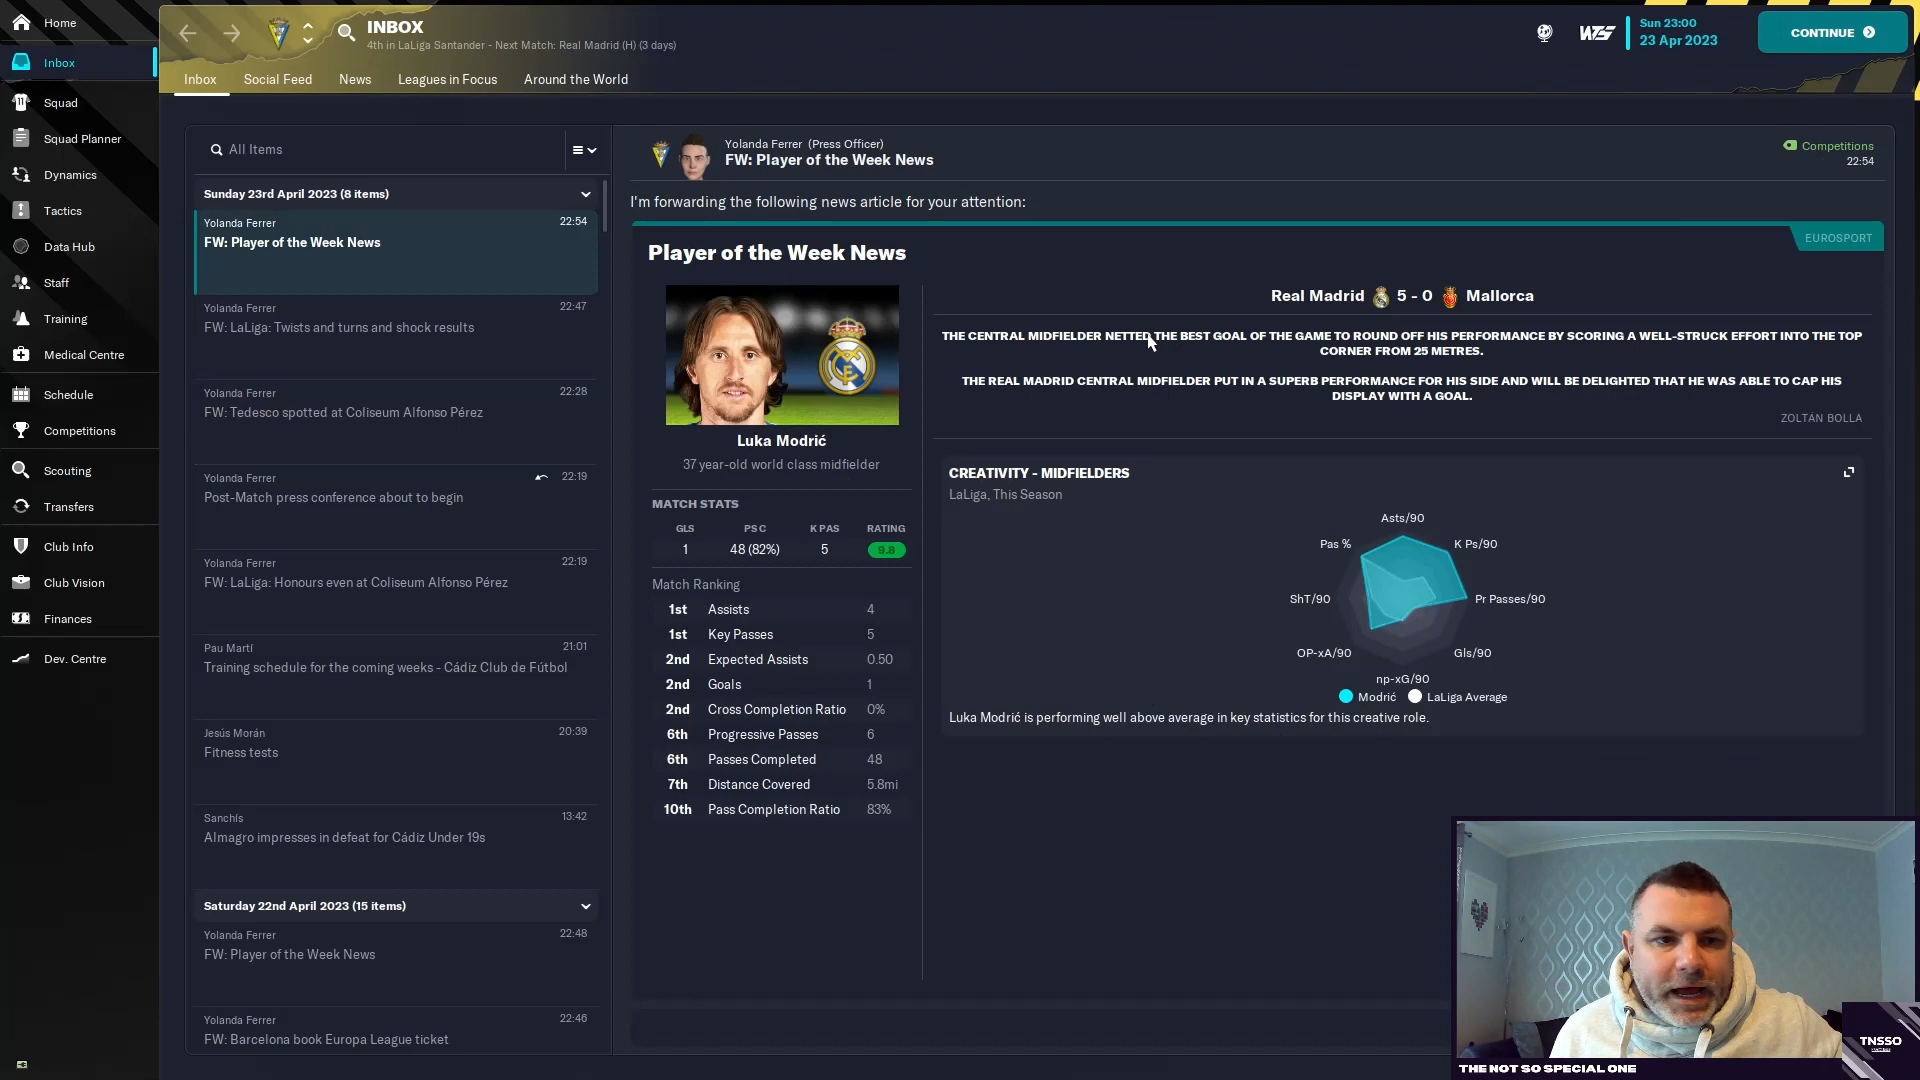 Home
Inbox
Squad
Squad Planner
Dynamics
Tactics
Data Hub
Staff
Training
Medical Centre
Schedule
Competitions
Scouting
Transfers
Club Info
Club Vision
Finances
Dev. Centre
INBOX
4th in LaLiga Santander - Next Match: Real Madrid (H) (3 days)
Sun 23:00
23 Apr 2023
CONTINUE
Inbox Social Feed News Leagues in Focus Around the World
All Items
Sunday 23rd April 2023 (8 items)
Yolanda Ferrer 22:54
FW: Player of the Week News
Yolanda Ferrer 22:47
FW: LaLiga: Twists and turns and shock results
Yolanda Ferrer 22:28
FW: Tedesco spotted at Coliseum Alfonso Pérez
Yolanda Ferrer 22:19
Post-Match press conference about to begin
Yolanda Ferrer 22:19
FW: LaLiga: Honours even at Coliseum Alfonso Pérez
Pau Martí 21:01
Training schedule for the coming weeks - Cádiz Club de Fútbol
Jesús Morán 20:39
Fitness tests
Sanchís 13:42
Almagro impresses in defeat for Cádiz Under 19s
Saturday 22nd April 2023 (15 items)
Yolanda Ferrer 22:48
FW: Player of the Week News
Yolanda Ferrer 22:46
FW: Barcelona book Europa League ticket
Yolanda Ferrer (Press Officer)
FW: Player of the Week News
Competitions
22:54
I'm forwarding the following news article for your attention:
EUROSPORT
Player of the Week News
Luka Modrić
37 year-old world class midfielder
MATCH STATS
GLS PS C K PAS RATING
1 48 (82%) 5 9.8
Match Ranking
1st Assists 4
1st Key Passes 5
2nd Expected Assists 0.50
2nd Goals 1
2nd Cross Completion Ratio 0%
6th Progressive Passes 6
6th Passes Completed 48
7th Distance Covered 5.8mi
10th Pass Completion Ratio 83%
Real Madrid 5 - 0 Mallorca
THE CENTRAL MIDFIELDER NETTED THE BEST GOAL OF THE GAME TO ROUND OFF HIS PERFORMANCE BY SCORING A WELL-STRUCK EFFORT INTO THE TOP
CORNER FROM 25 METRES.
THE REAL MADRID CENTRAL MIDFIELDER PUT IN A SUPERB PERFORMANCE FOR HIS SIDE AND WILL BE DELIGHTED THAT HE WAS ABLE TO CAP HIS
DISPLAY WITH A GOAL.
ZOLTÁN BOLLA
CREATIVITY - MIDFIELDERS
LaLiga, This Season
Asts/90
Pas % K Ps/90
ShT/90 Pr Passes/90
OP-xA/90 Gls/90
np-xG/90
Modrić LaLiga Average
Luka Modrić is performing well above average in key statistics for this creative role.
TNSSO
THE NOT SO SPECIAL ONE